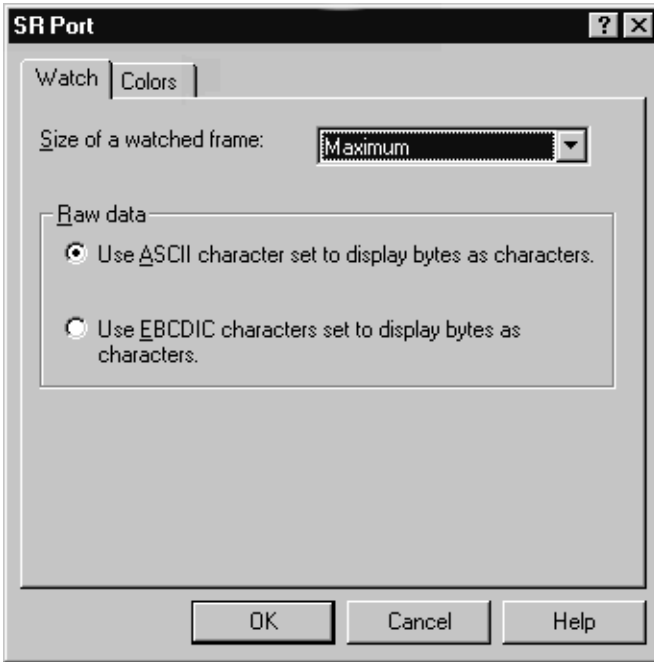 SR Port
Watch Colors
Size of a watched frame: Maximum
Raw data
Use ASCII character set to display bytes as characters.
Use EBCDIC characters set to display bytes as
characters.
OK Cancel Help